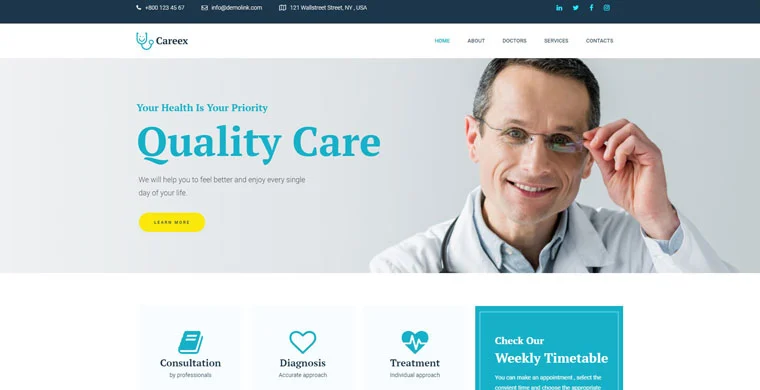 +800 123 45 67 info@demolink.com 121 Wallstreet Street, NY , USA
Careex HOME ABOUT DOCTORS SERVICES CONTACTS
Your Health Is Your Priority
Quality Care
We will help you to feel better and enjoy every single
day of your life.
LEARN MORE
Consultation
by professionals
Diagnosis
Accurate approach
Treatment
Individual approach
Check Our
Weekly Timetable
You can make an appointment , select the
convient time and choose the appropriate